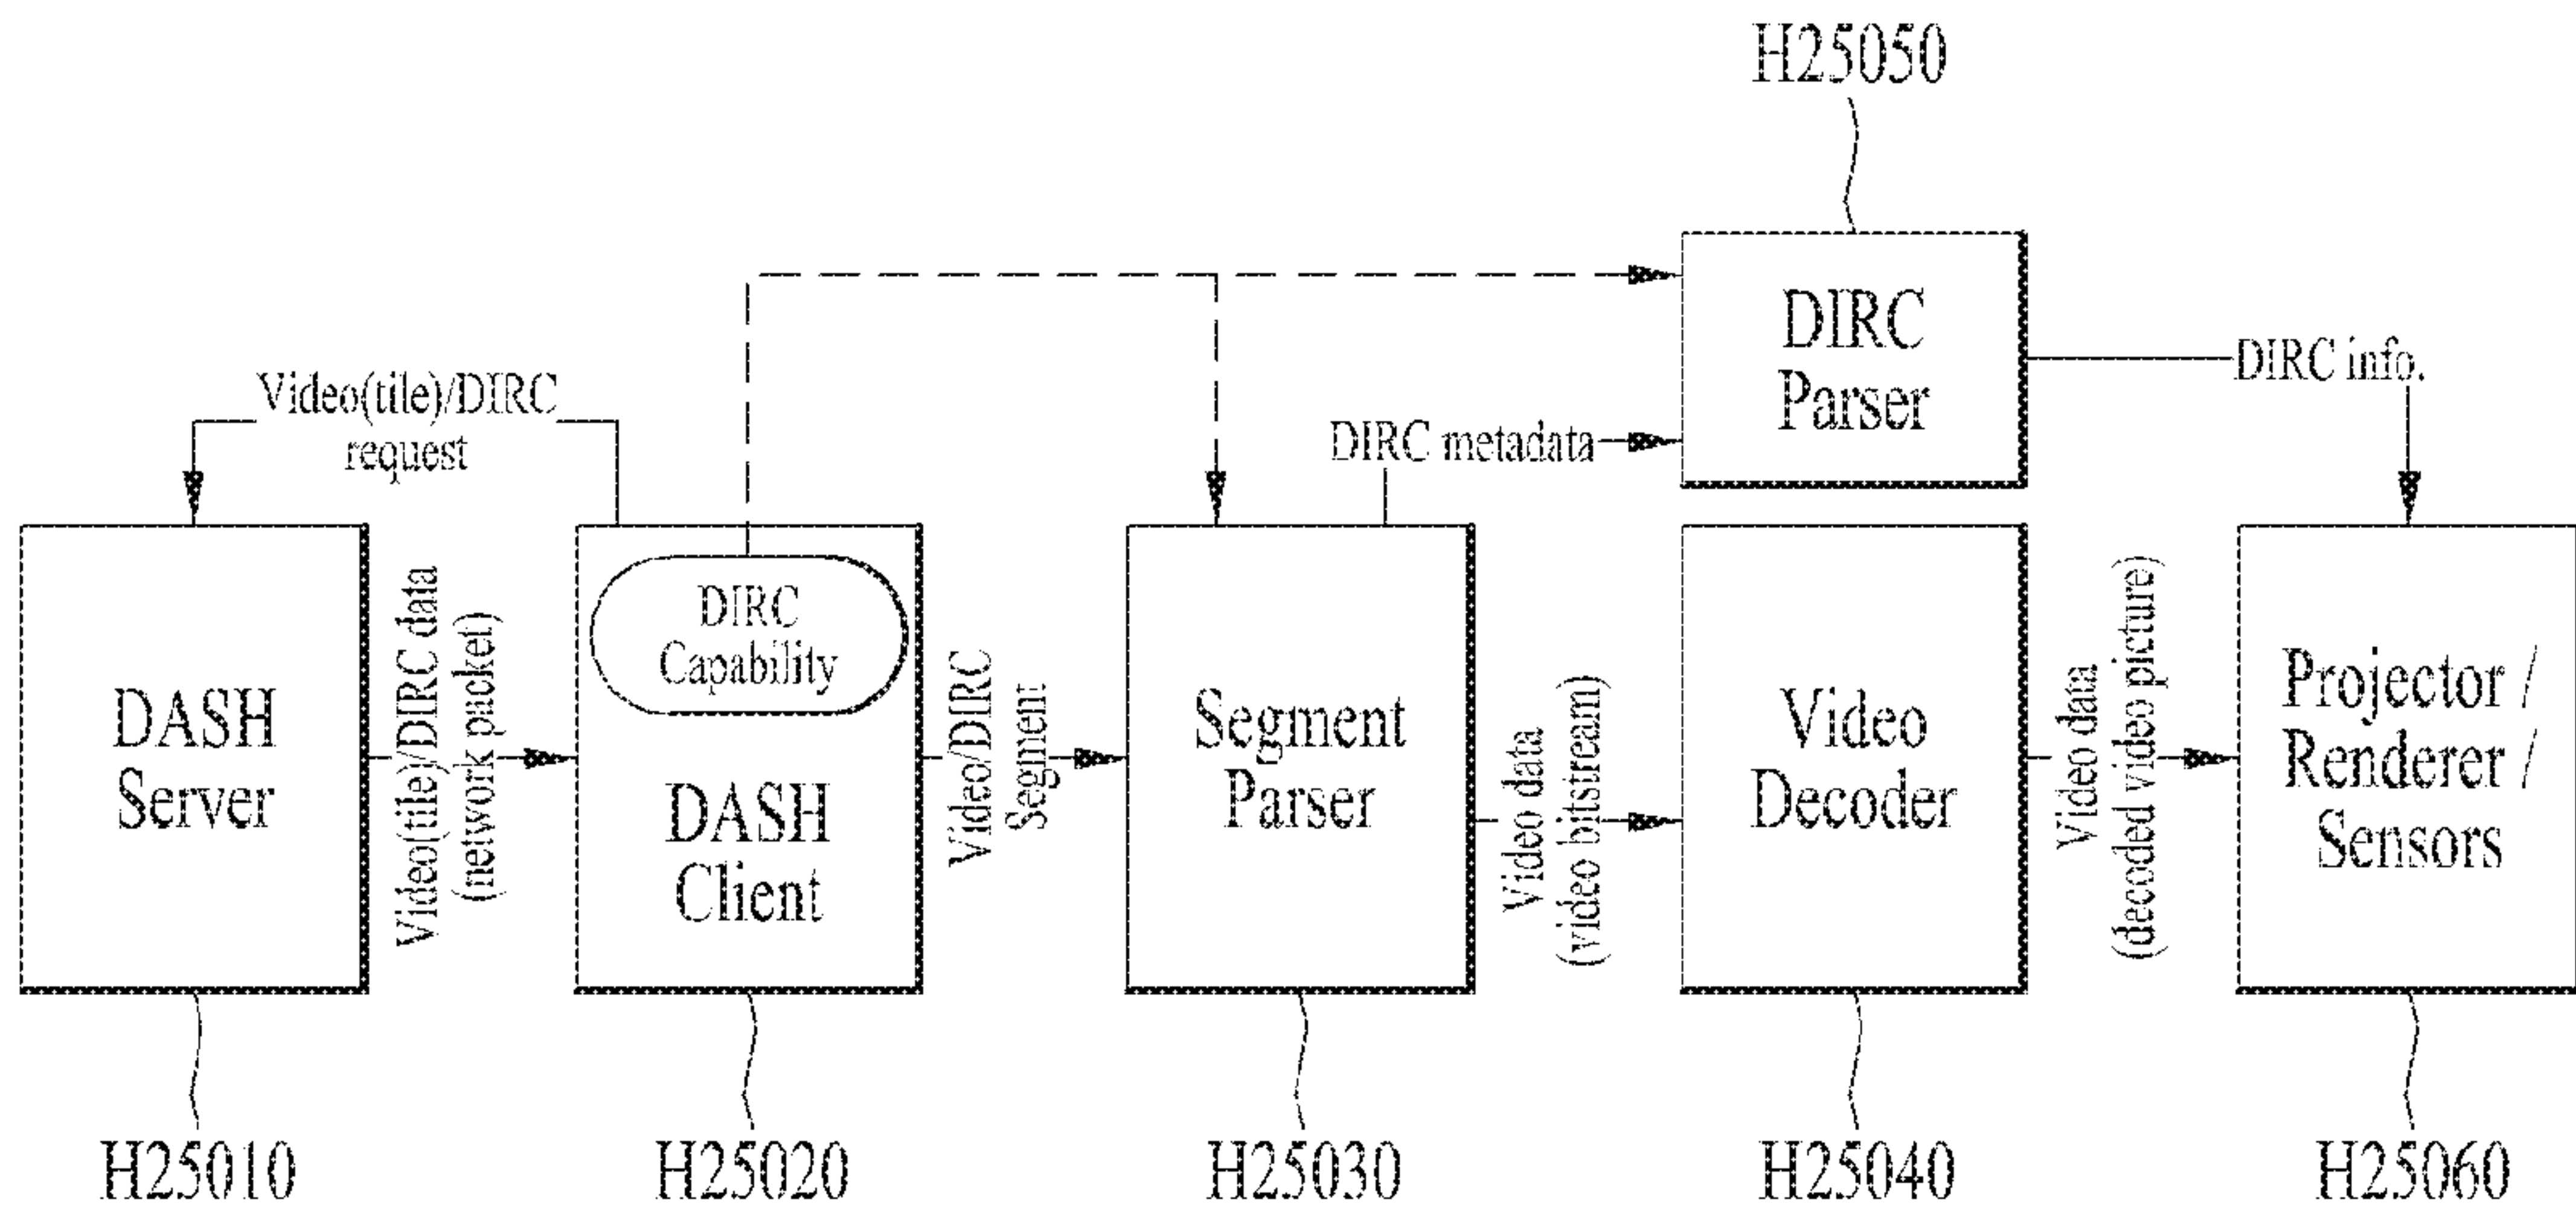 H25050
DIRC
Parser
DIRC info.
Video(tile)/DIRC
request
DIRC metadata
DASH
Server
Video(tile)/DIRC data
(network packet)
DIRC
Capability
DASH
Client
Video/DIRC
Segment
Segment
Parser
Video data
(video bitstream)
Video
Decoder
Video data
(decoded video picture)
Projector /
Renderer /
Sensors
H25010
H25020
H25030
H25040
H25060